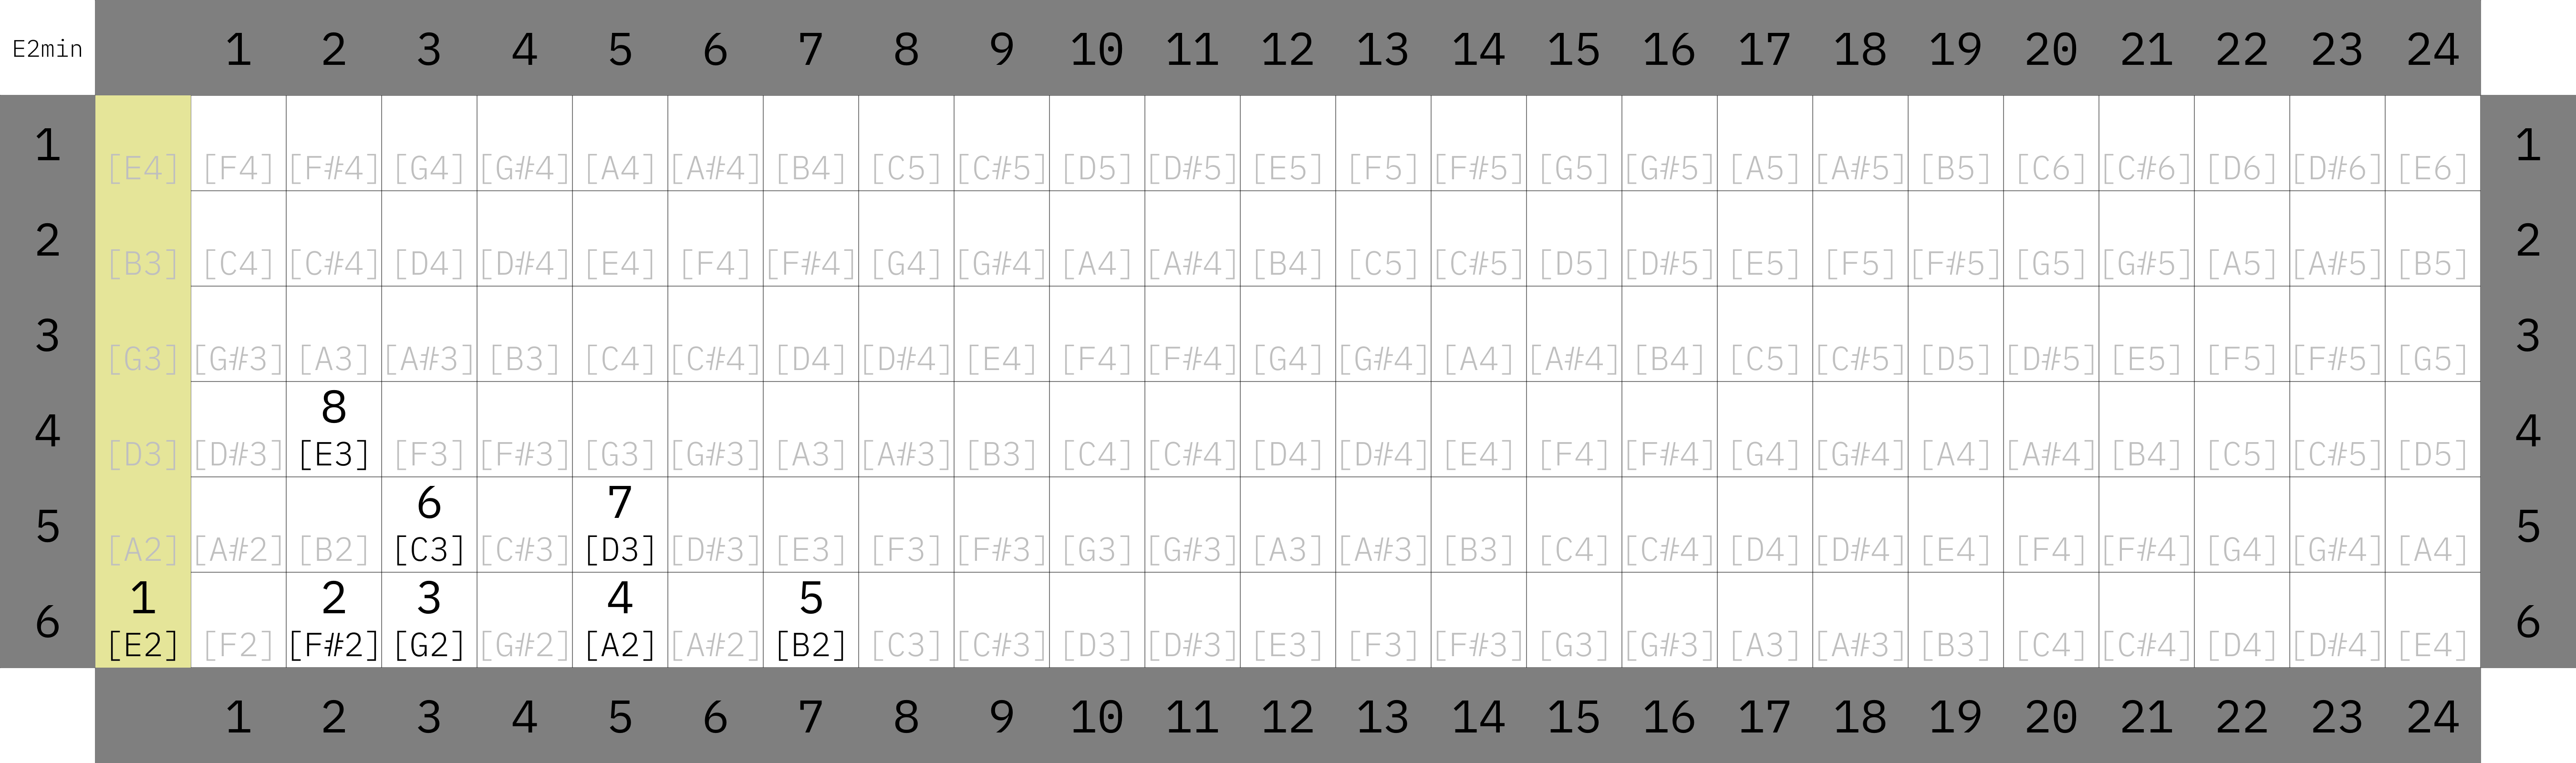 E2min 1 2 3 4 5 6 7 8 9 10 11 12 13 14 15 16 17 18 19 20 21 22 23 24
1 [E4] [F4] [F#4] [G4] [G#4] [A4] [A#4] [B4] [C5] [C#5] [D5] [D#5] [E5] [F5] [F#5] [G5] [G#5] [A5] [A#5] [B5] [C6] [C#6] [D6] [D#6] [E6] 1
2 [B3] [C4] [C#4] [D4] [D#4] [E4] [F4] [F#4] [G4] [G#4] [A4] [A#4] [B4] [C5] [C#5] [D5] [D#5] [E5] [F5] [F#5] [G5] [G#5] [A5] [A#5] [B5] 2
3 [G3] [G#3] [A3] [A#3] [B3] [C4] [C#4] [D4] [D#4] [E4] [F4] [F#4] [G4] [G#4] [A4] [A#4] [B4] [C5] [C#5] [D5] [D#5] [E5] [F5] [F#5] [G5] 3
8
4 [D3] [D#3] [E3] [F3] [F#3] [G3] [G#3] [A3] [A#3] [B3] [C4] [C#4] [D4] [D#4] [E4] [F4] [F#4] [G4] [G#4] [A4] [A#4] [B4] [C5] [C#5] [D5] 4
6 7
5 [A2] [A#2] [B2] [C3] [C#3] [D3] [D#3] [E3] [F3] [F#3] [G3] [G#3] [A3] [A#3] [B3] [C4] [C#4] [D4] [D#4] [E4] [F4] [F#4] [G4] [G#4] [A4] 5
1 2 3 4 5
6 [E2] [F2] [F#2] [G2] [G#2] [A2] [A#2] [B2] [C3] [C#3] [D3] [D#3] [E3] [F3] [F#3] [G3] [G#3] [A3] [A#3] [B3] [C4] [C#4] [D4] [D#4] [E4] 6
1 2 3 4 5 6 7 8 9 10 11 12 13 14 15 16 17 18 19 20 21 22 23 24